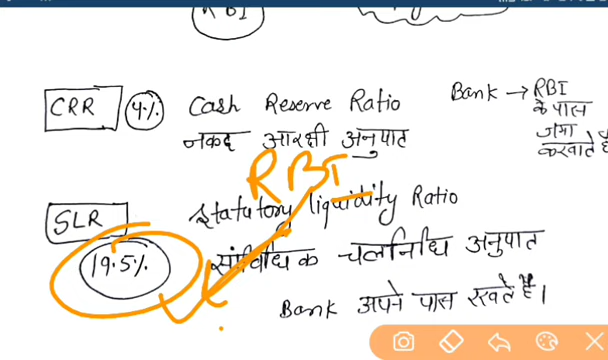 RBI
CRR 4% Cash Reserve Ratio
नकद आरक्षी अनुपात
Bank → RBI
के पास
जमा
करवाते है
RBI
SLR Statutory liquidity Ratio
19.5% सांविधिक चलनिधि अनुपात
Bank अपने पास रखते है।